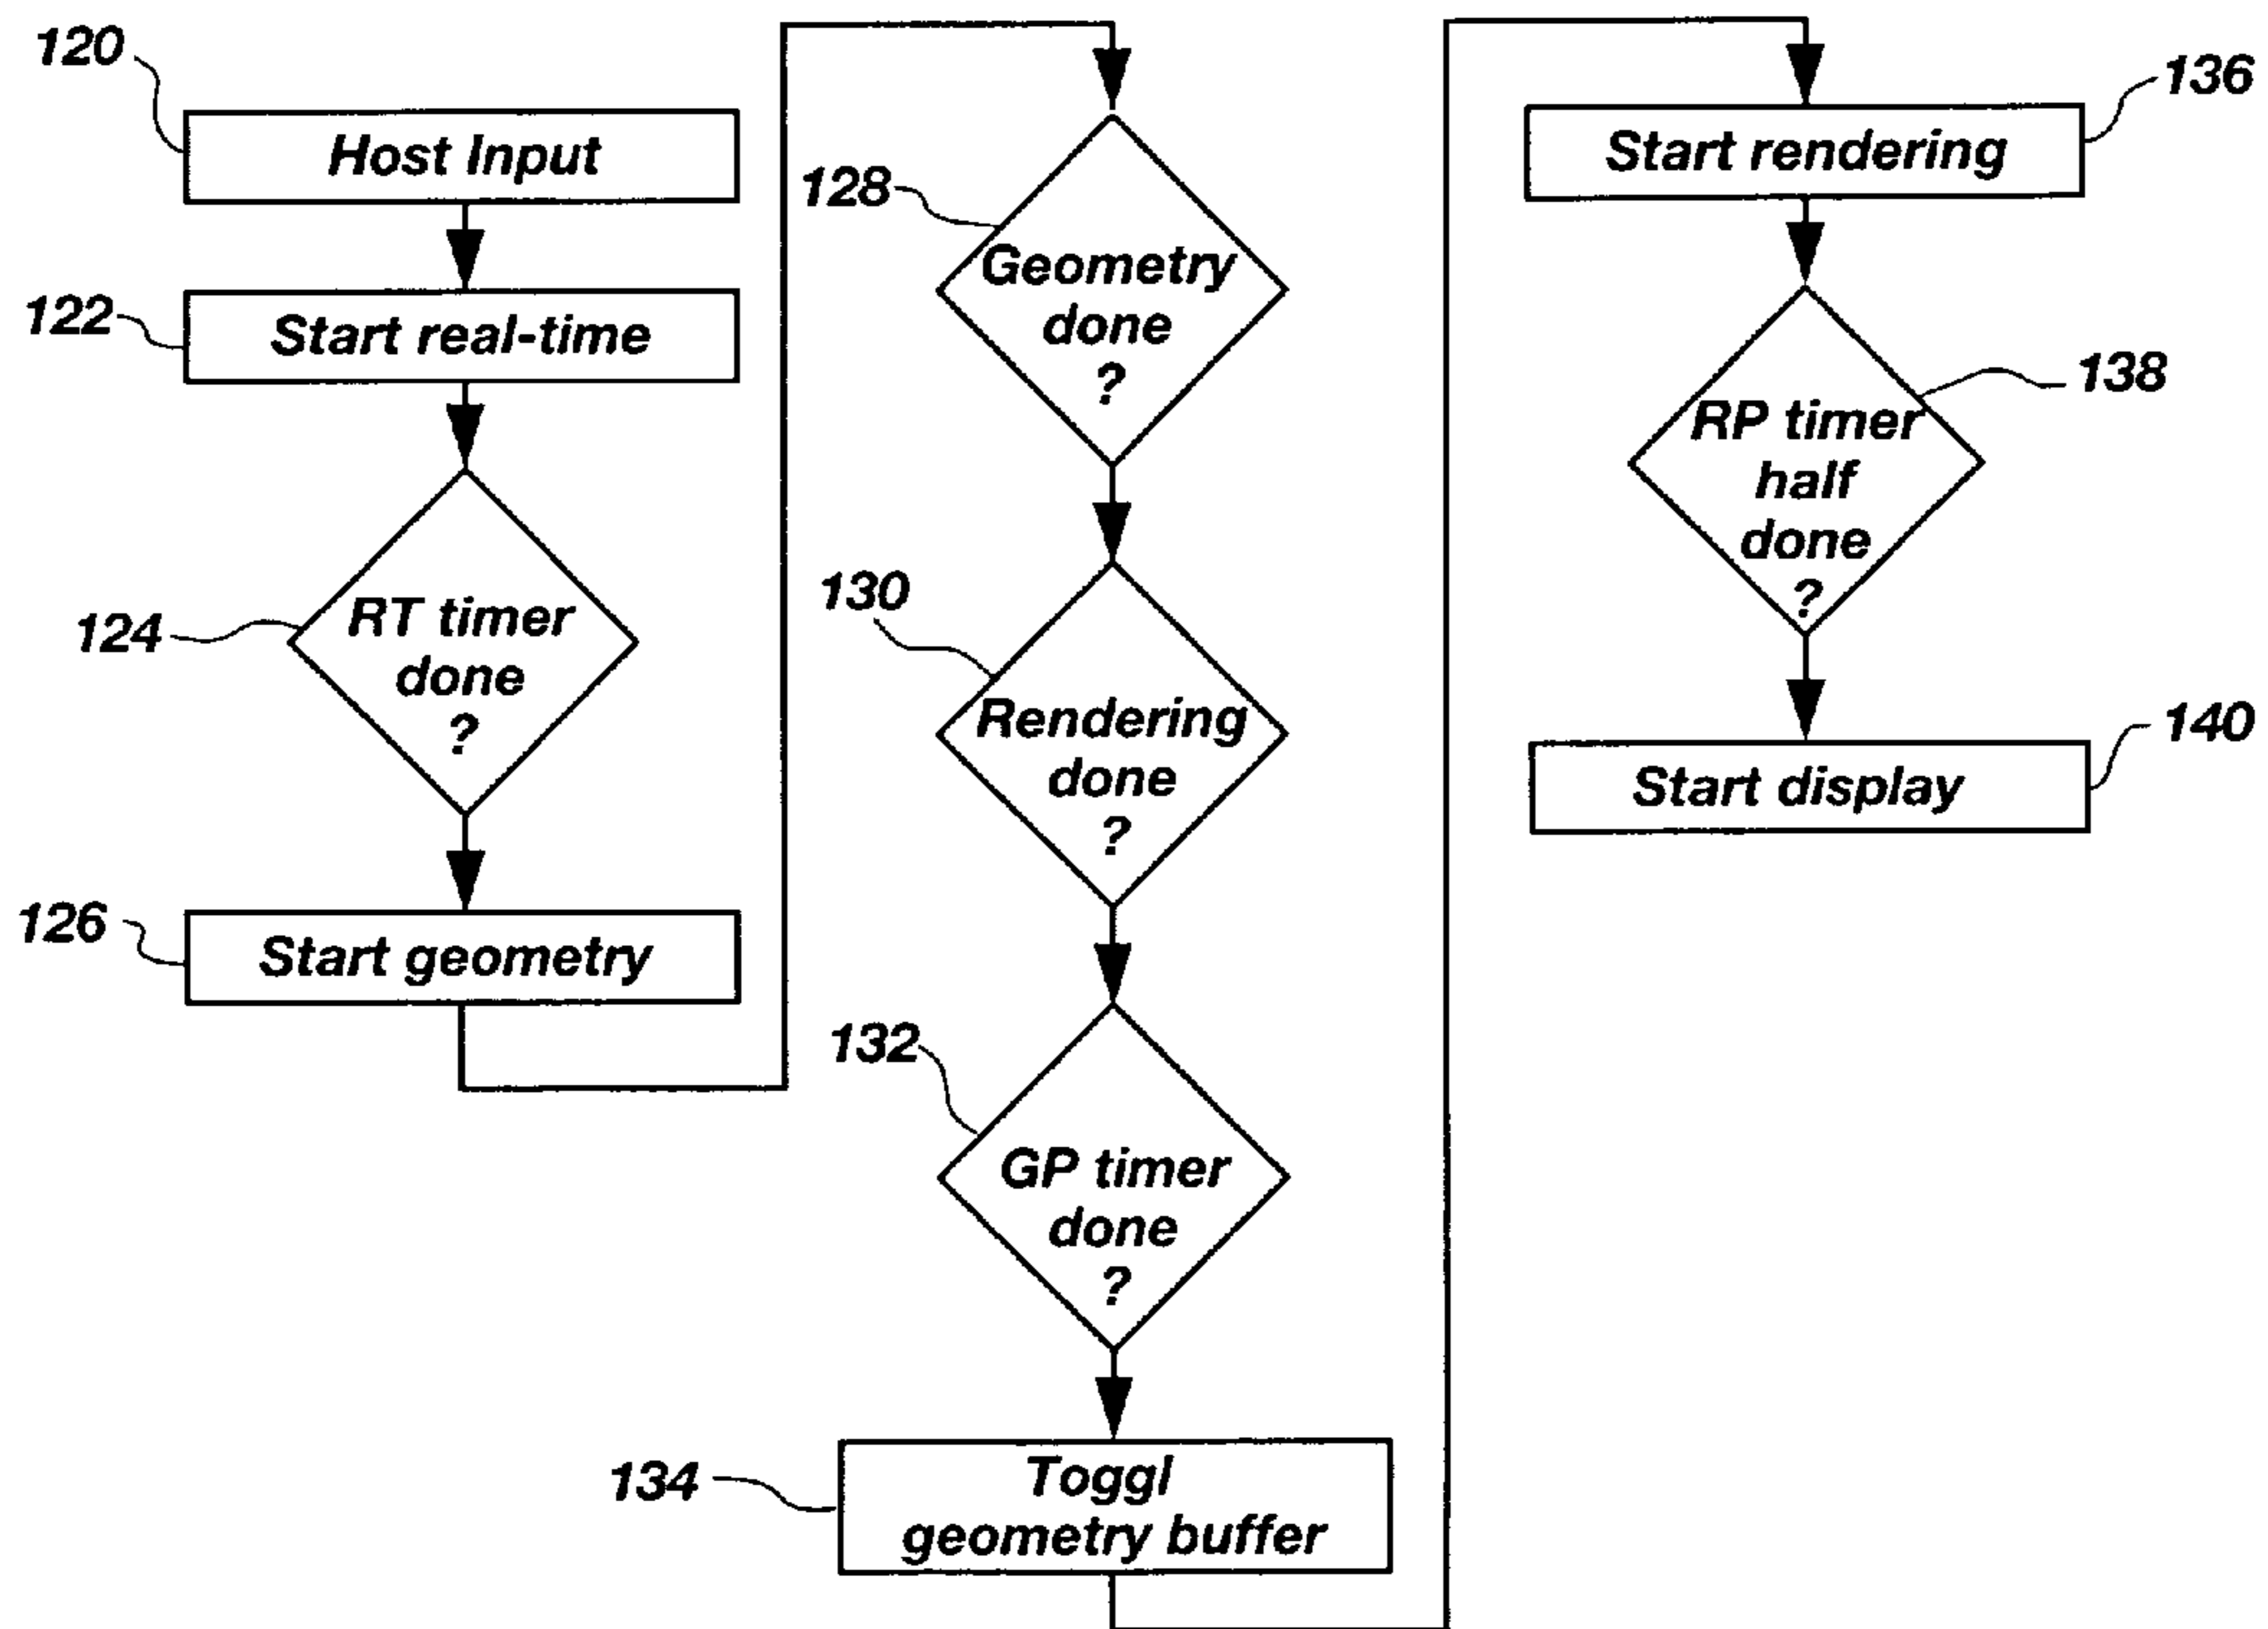 120
Host Input
122
Start real-time
124
RT timer
done
?
126
Start geometry
128
Geometry
done
?
130
Rendering
done
?
132
GP timer
done
?
134
Toggl
geometry buffer
136
Start rendering
138
RP timer
half
done
?
140
Start display